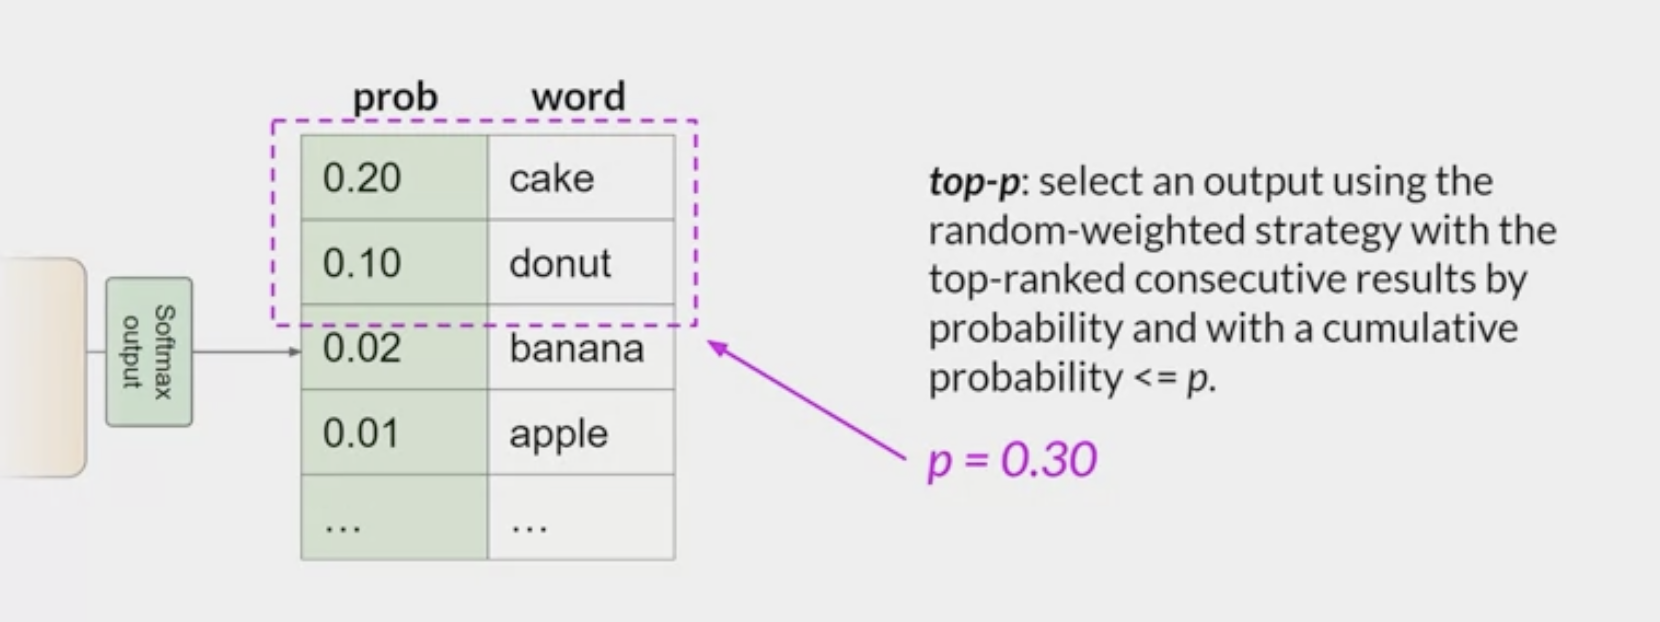 prob word
0.20 cake
0.10 donut
0.02 banana
0.01 apple
... ...
Softmax
output
top-p: select an output using the
random-weighted strategy with the
top-ranked consecutive results by
probability and with a cumulative
probability <= p.
p = 0.30